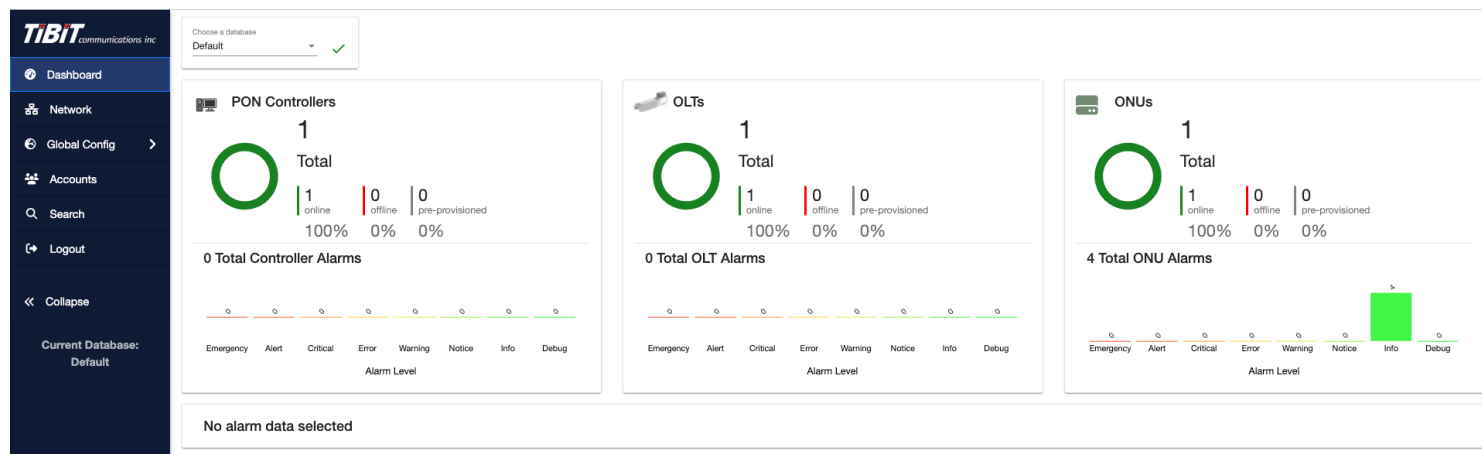 TiBiT communications inc
Dashboard
Network
Global Config
Accounts
Search
Logout
Collapse
Current Database:
Default
Choose a database
Default
PON Controllers
1
Total
1 0 0
online offline pre-provisioned
100% 0% 0%
0 Total Controller Alarms
0 0 0 0 0 0 0 0
Emergency Alert Critical Error Warning Notice Info Debug
Alarm Level
OLTs
1
Total
1 0 0
online offline pre-provisioned
100% 0% 0%
0 Total OLT Alarms
0 0 0 0 0 0 0 0
Emergency Alert Critical Error Warning Notice Info Debug
Alarm Level
ONUs
1
Total
1 0 0
online offline pre-provisioned
100% 0% 0%
4 Total ONU Alarms
0 0 0 0 0 0 4 0
Emergency Alert Critical Error Warning Notice Info Debug
Alarm Level
No alarm data selected